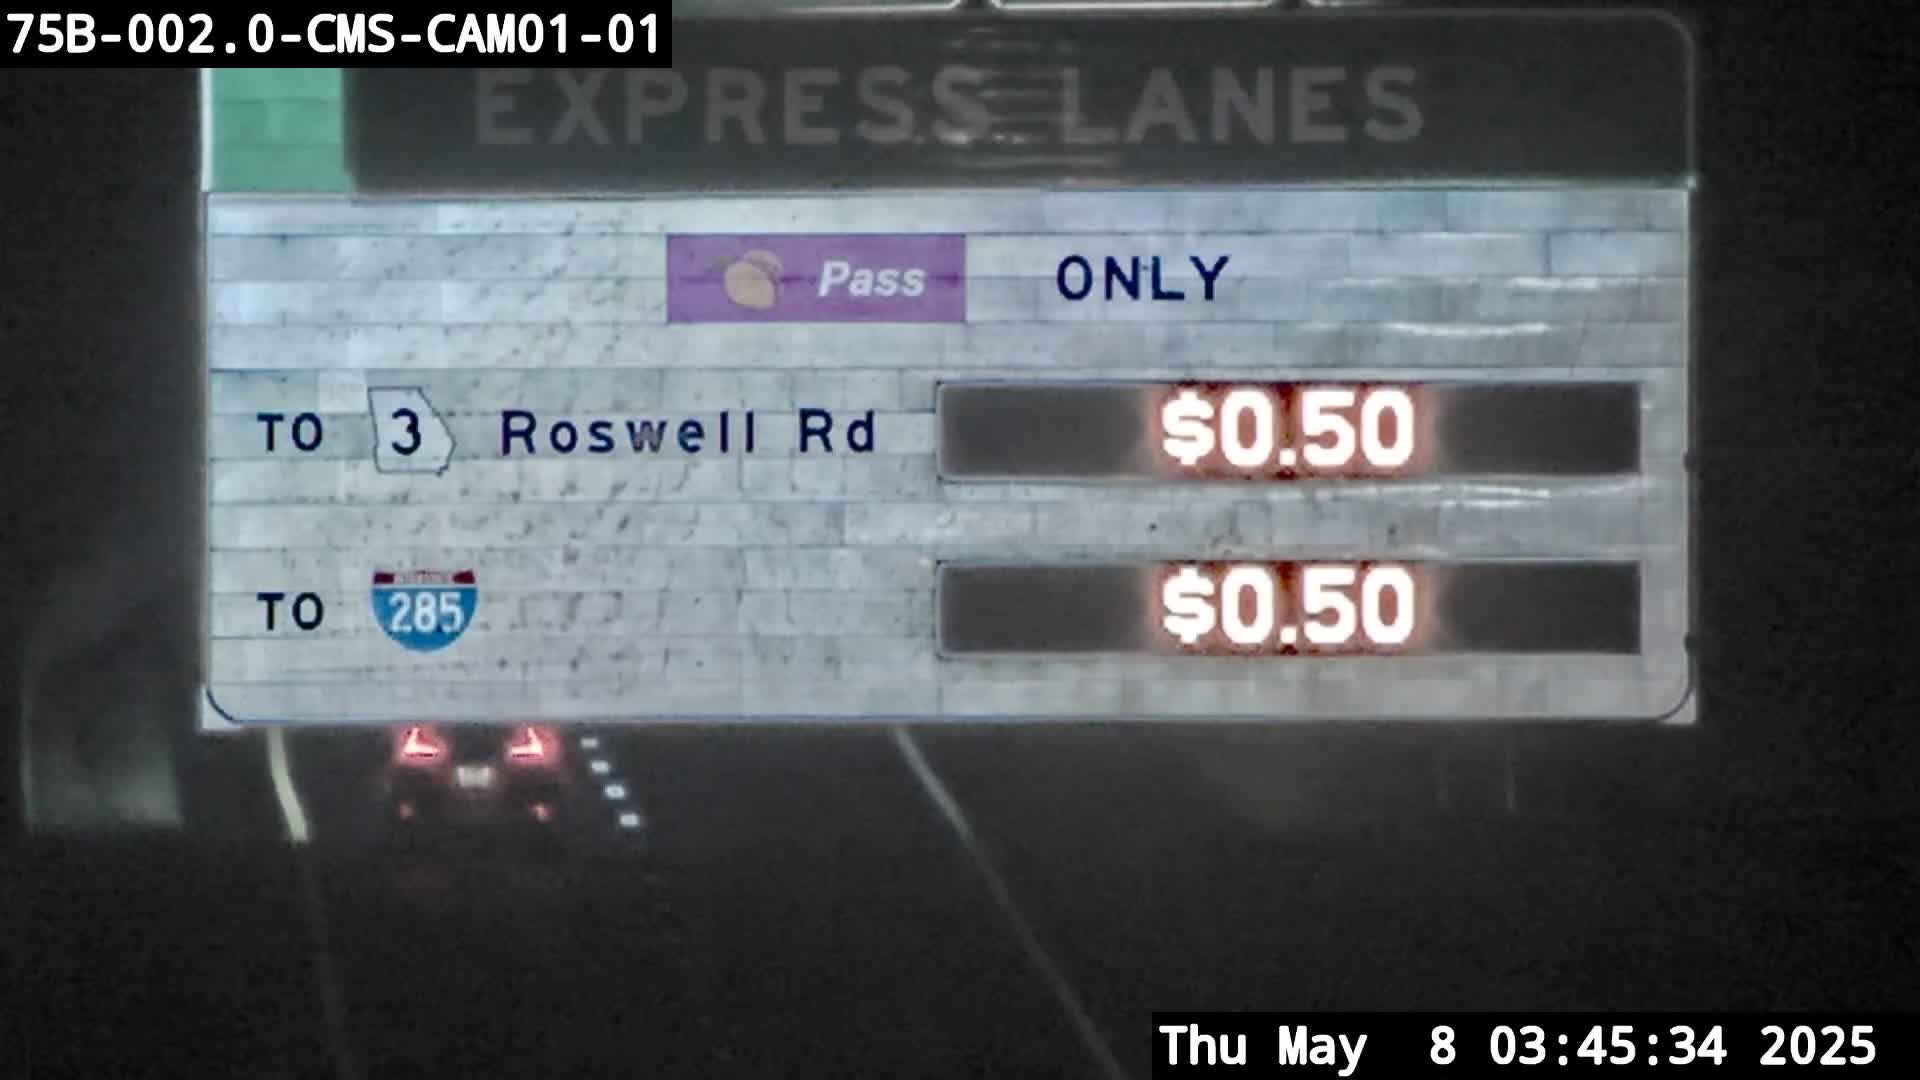 75B-002.0-CMS-CAM01-01
EXPRESS LANES
Pass ONLY
TO 3 Roswell Rd $0.50
TO 285 $0.50
Thu May 8 03:45:34 2025